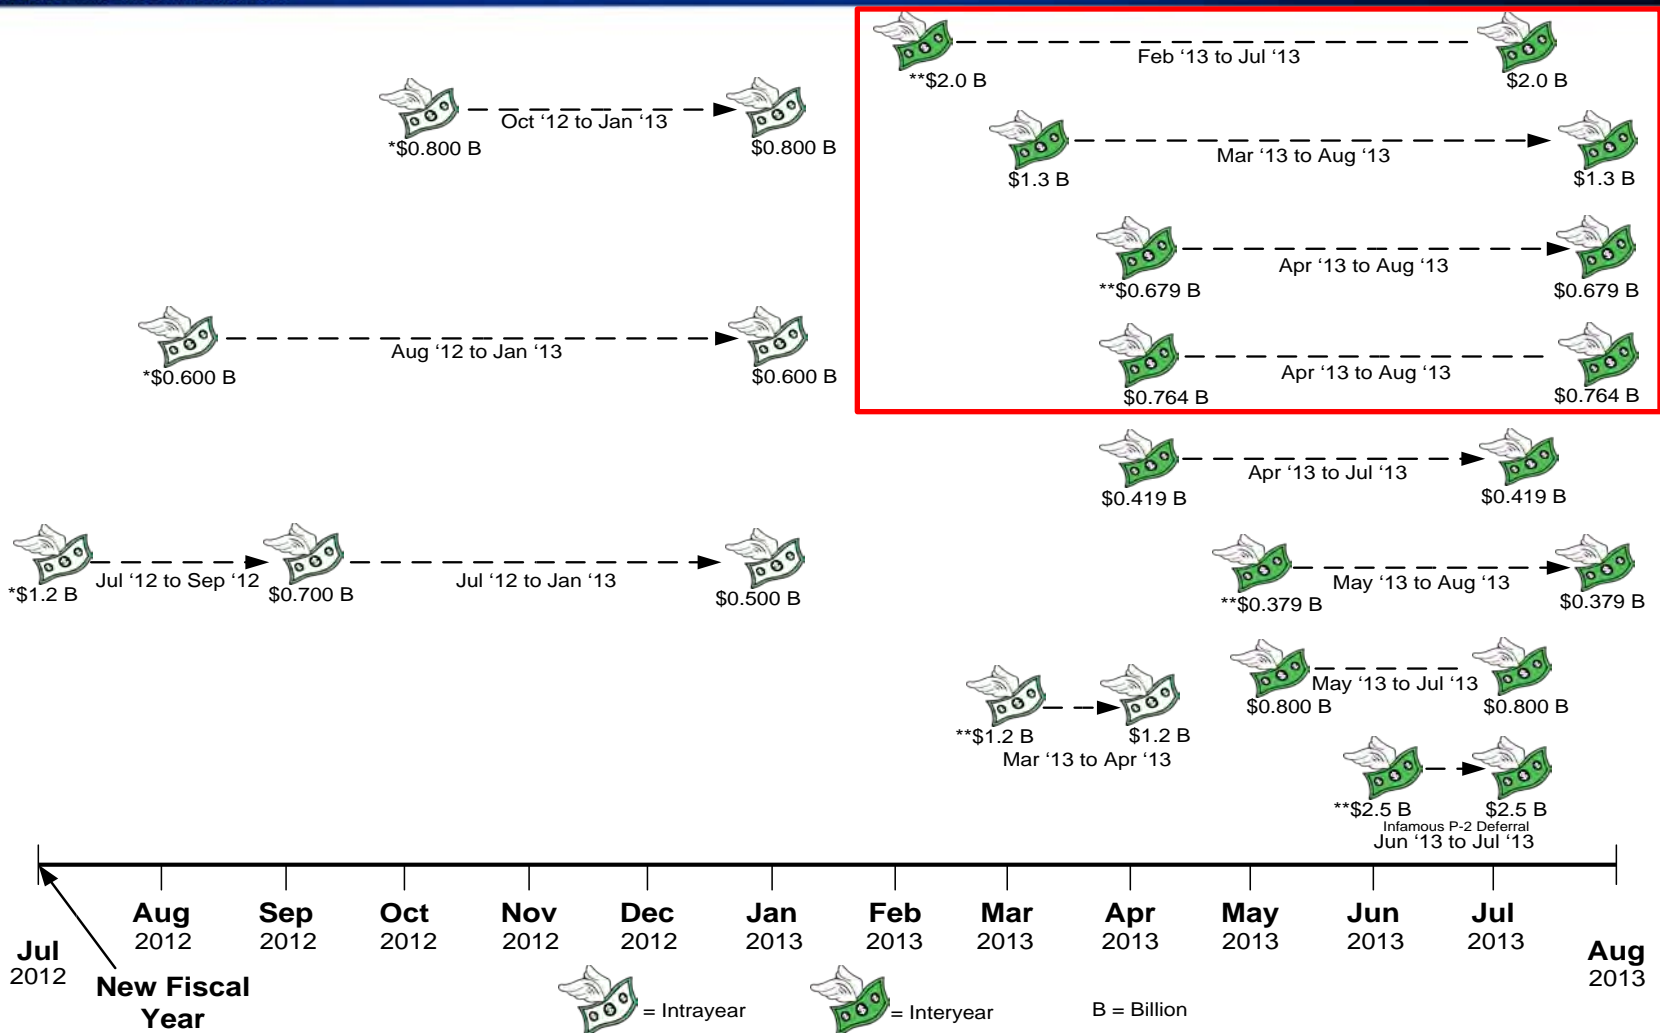 Feb ‘13 to Jul ‘13
**$2.0 B
$2.0 B
Oct ‘12 to Jan ‘13
*$0.800 B
$0.800 B
Mar ‘13 to Aug ‘13
$1.3 B
$1.3 B
Apr ‘13 to Aug ‘13
**$0.679 B
$0.679 B
Aug ‘12 to Jan ‘13
*$0.600 B
$0.600 B
Apr ‘13 to Aug ‘13
$0.764 B
$0.764 B
Apr ‘13 to Jul ‘13
$0.419 B
$0.419 B
Jul ‘12 to Sep ‘12
*$1.2 B
$0.700 B
Jul ‘12 to Jan ‘13
$0.500 B
May ‘13 to Aug ‘13
**$0.379 B
$0.379 B
May ‘13 to Jul ‘13
$0.800 B
$0.800 B
**$1.2 B
$1.2 B
Mar ‘13 to Apr ‘13
**$2.5 B
$2.5 B
Infamous P-2 Deferral
Jun ‘13 to Jul ‘13
Jul
2012
Aug
2012
Sep
2012
Oct
2012
Nov
2012
Dec
2012
Jan
2013
Feb
2013
Mar
2013
Apr
2013
May
2013
Jun
2013
Jul
2013
Aug
2013
New Fiscal
Year
= Intrayear
= Interyear
B = Billion